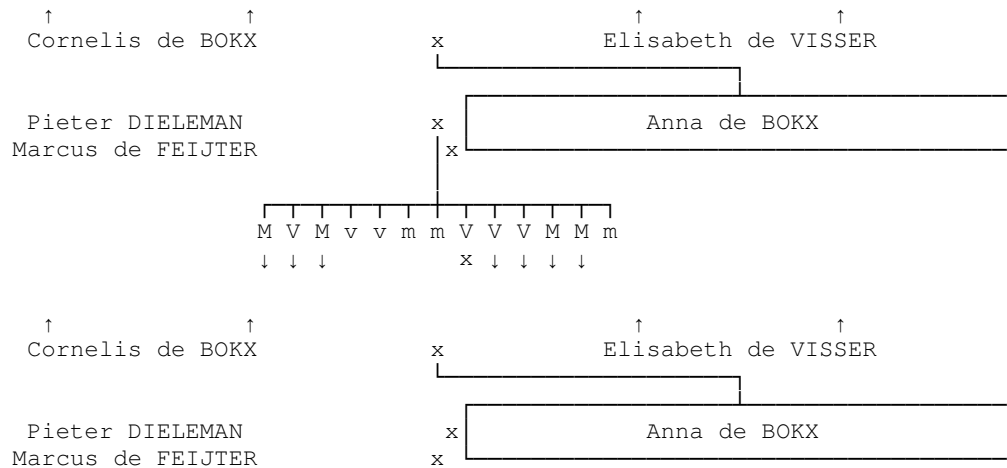 ↑ ↑ ↑ ↑
Cornelis de BOKX x Elisabeth de VISSER
Pieter DIELEMAN x Anna de BOKX
Marcus de FEIJTER x
M V M v v m m V V V M M m
↓ ↓ ↓ x ↓ ↓ ↓ ↓
↑ ↑ ↑ ↑
Cornelis de BOKX x Elisabeth de VISSER
Pieter DIELEMAN x Anna de BOKX
Marcus de FEIJTER x